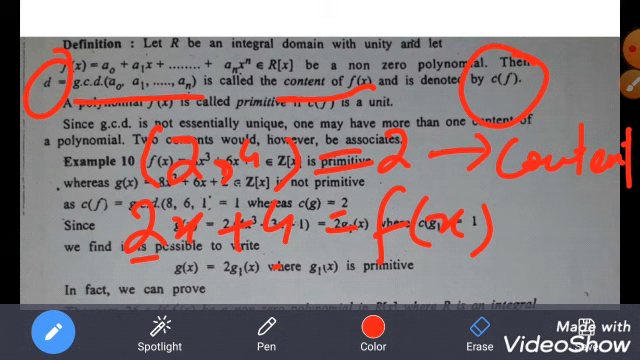 Definition : Let R be an integral domain with unity and let
f(x) = a₀ + a₁x + ........ + aₙxⁿ ∈ R[x] be a non zero polynomial. Then
d = g.c.d.(a₀, a₁, ....., aₙ) is called the content of f(x) and is denoted by c(f).
A polynomial f(x) is called primitive if c(f) is a unit.
Since g.c.d. is not essentially unique, one may have more than one content of
a polynomial. Two contents would, however, be associates.
(2, 4) = 2 → Content
Example 10 f(x) = x³ 6x ∈ Z[x] is primitive
whereas g(x) = 8x³ + 6x + 2 ∈ Z[x] is not primitive
as c(f) = g.c.d.(8, 6, 1) = 1 whereas c(g) = 2
2x + 4 = f(x)
Since 1) = 2g₁(x) where 1
we find it is possible to write
g(x) = 2g₁(x) where g₁(x) is primitive
In fact, we can prove
Spotlight
Pen
Color
Erase
Made with
VideoShow